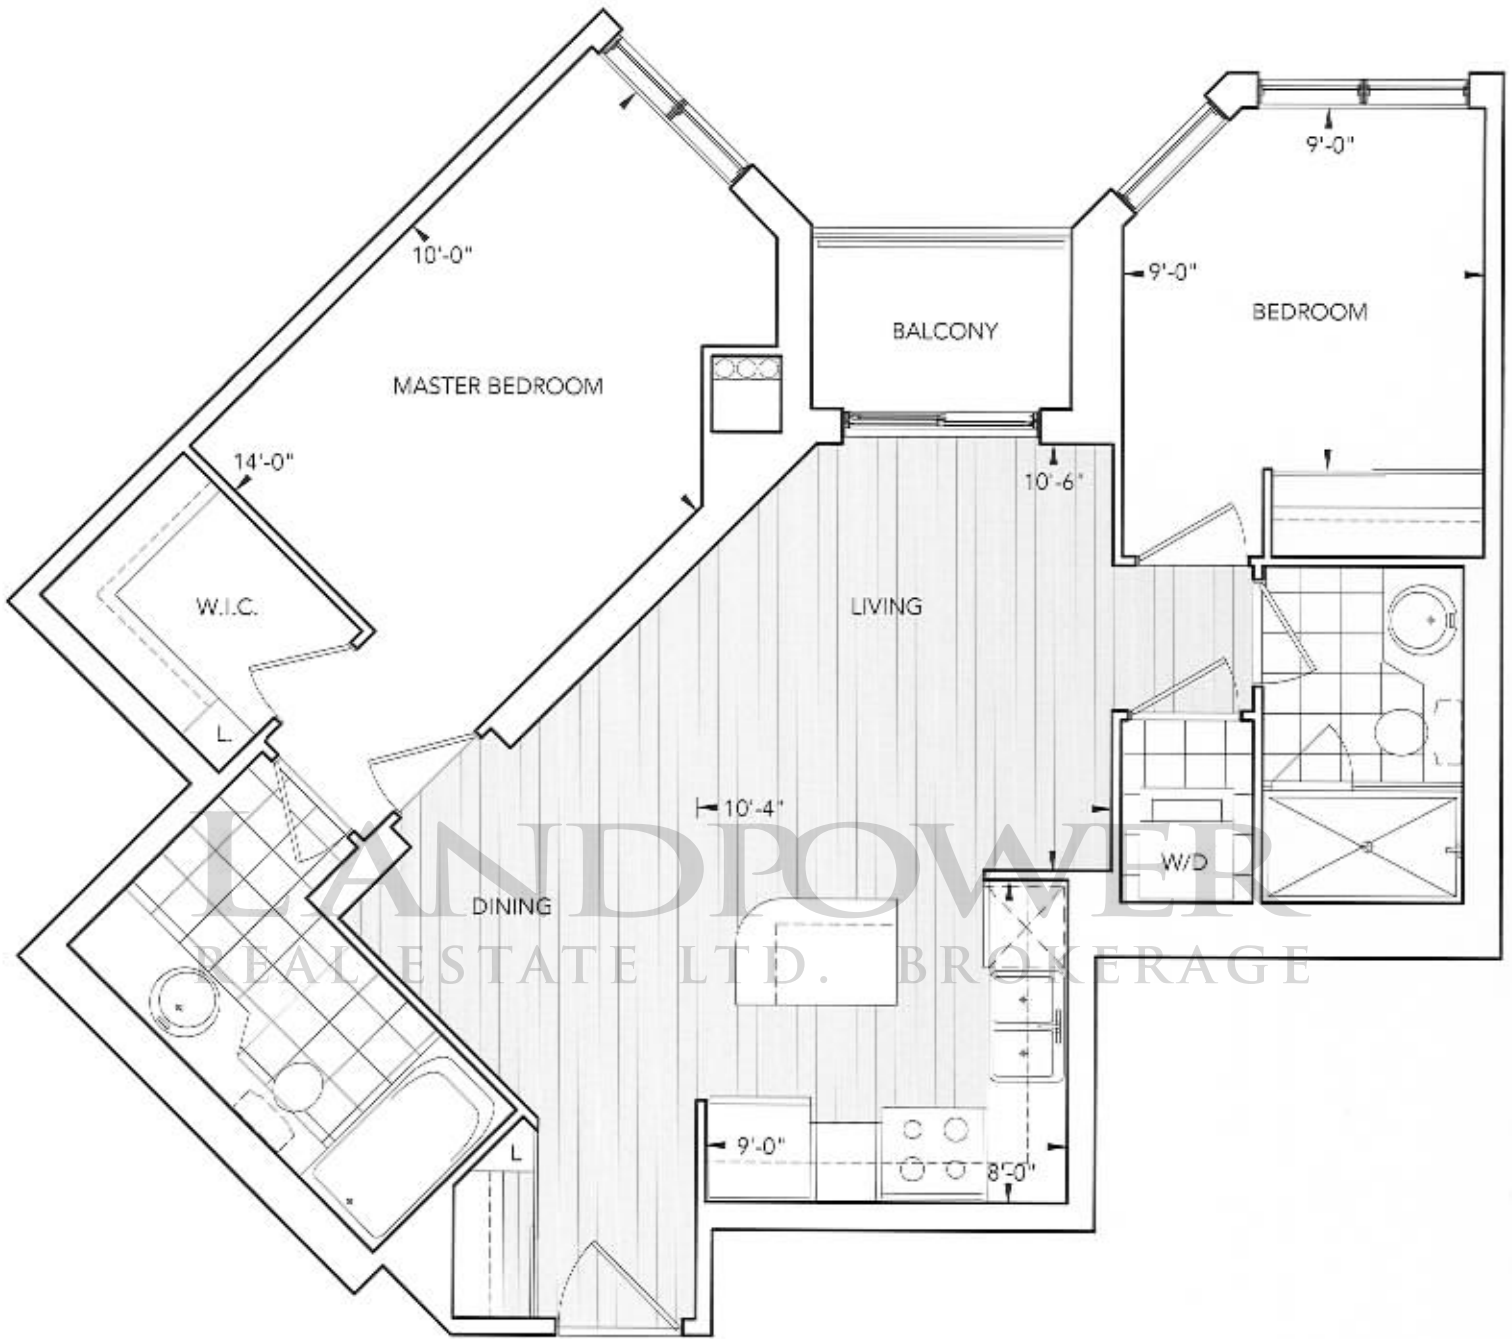 9'-0"
10'-0"
9'-0"
BEDROOM
BALCONY
MASTER BEDROOM
14'-0"
10'-6"
W.I.C.
LIVING
L.
10'-4"
W/D
DINING
LANDPOWER
REAL ESTATE LTD. BROKERAGE
9'-0"
L
8'-0"